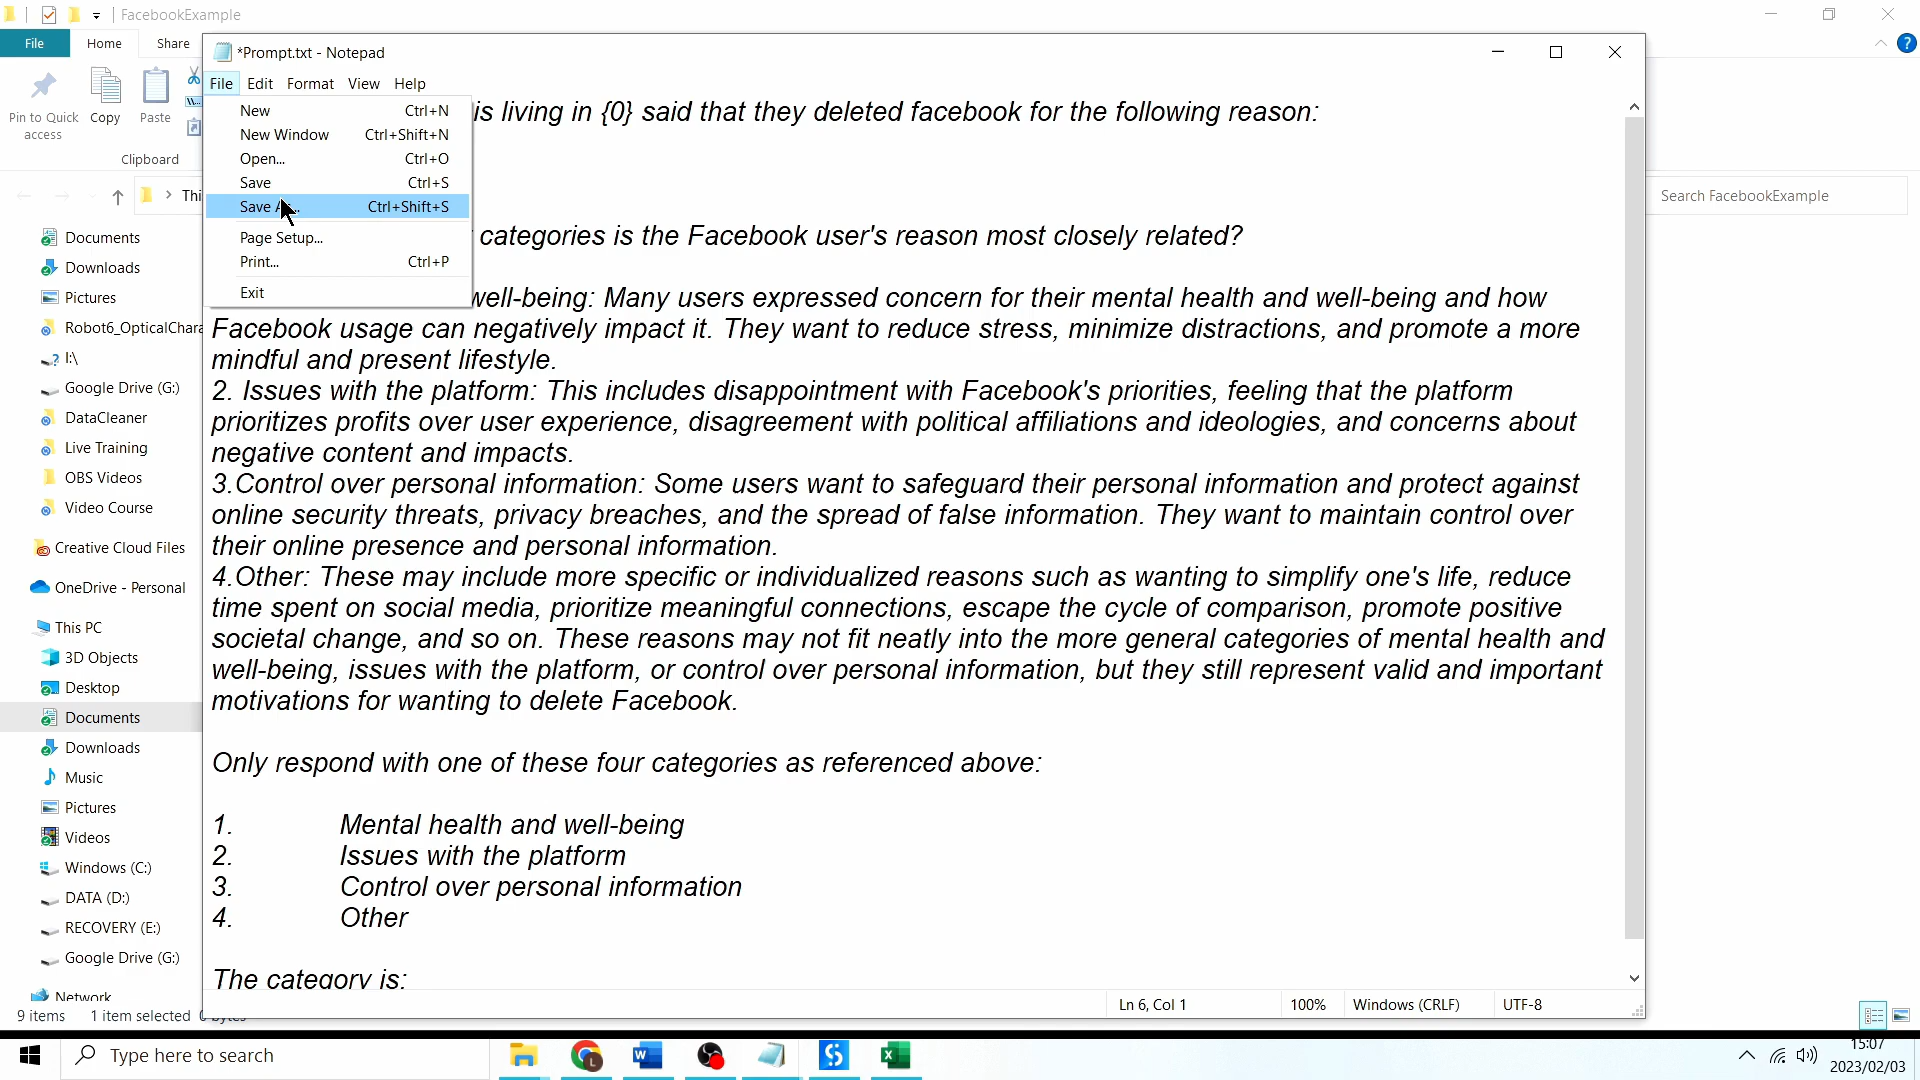 FacebookExample
File
Home
Share
Pin to Quick
access
Copy
Paste
Clipboard
Thi
Search FacebookExample
*Prompt.txt - Notepad
File Edit Format View Help
New Ctrl+N
New Window Ctrl+Shift+N
Open... Ctrl+O
Save Ctrl+S
Save Ctrl+Shift+S
Page Setup...
Print... Ctrl+P
Exit
is living in {0} said that they deleted facebook for the following reason:
categories is the Facebook user's reason most closely related?
well-being: Many users expressed concern for their mental health and well-being and how
Facebook usage can negatively impact it. They want to reduce stress, minimize distractions, and promote a more
mindful and present lifestyle.
2. Issues with the platform: This includes disappointment with Facebook's priorities, feeling that the platform
prioritizes profits over user experience, disagreement with political affiliations and ideologies, and concerns about
negative content and impacts.
3.Control over personal information: Some users want to safeguard their personal information and protect against
online security threats, privacy breaches, and the spread of false information. They want to maintain control over
their online presence and personal information.
4.Other: These may include more specific or individualized reasons such as wanting to simplify one's life, reduce
time spent on social media, prioritize meaningful connections, escape the cycle of comparison, promote positive
societal change, and so on. These reasons may not fit neatly into the more general categories of mental health and
well-being, issues with the platform, or control over personal information, but they still represent valid and important
motivations for wanting to delete Facebook.
Only respond with one of these four categories as referenced above:
1. Mental health and well-being
2. Issues with the platform
3. Control over personal information
4. Other
The category is:
Ln 6, Col 1
100%
Windows (CRLF)
UTF-8
Documents
Downloads
Pictures
Robot6_OpticalChara
I:\
Google Drive (G:)
DataCleaner
Live Training
OBS Videos
Video Course
Creative Cloud Files
OneDrive - Personal
This PC
3D Objects
Desktop
Documents
Downloads
Music
Pictures
Videos
Windows (C:)
DATA (D:)
RECOVERY (E:)
Google Drive (G:)
Network
9 items 1 item selected 0 bytes
Type here to search
15:07
2023/02/03